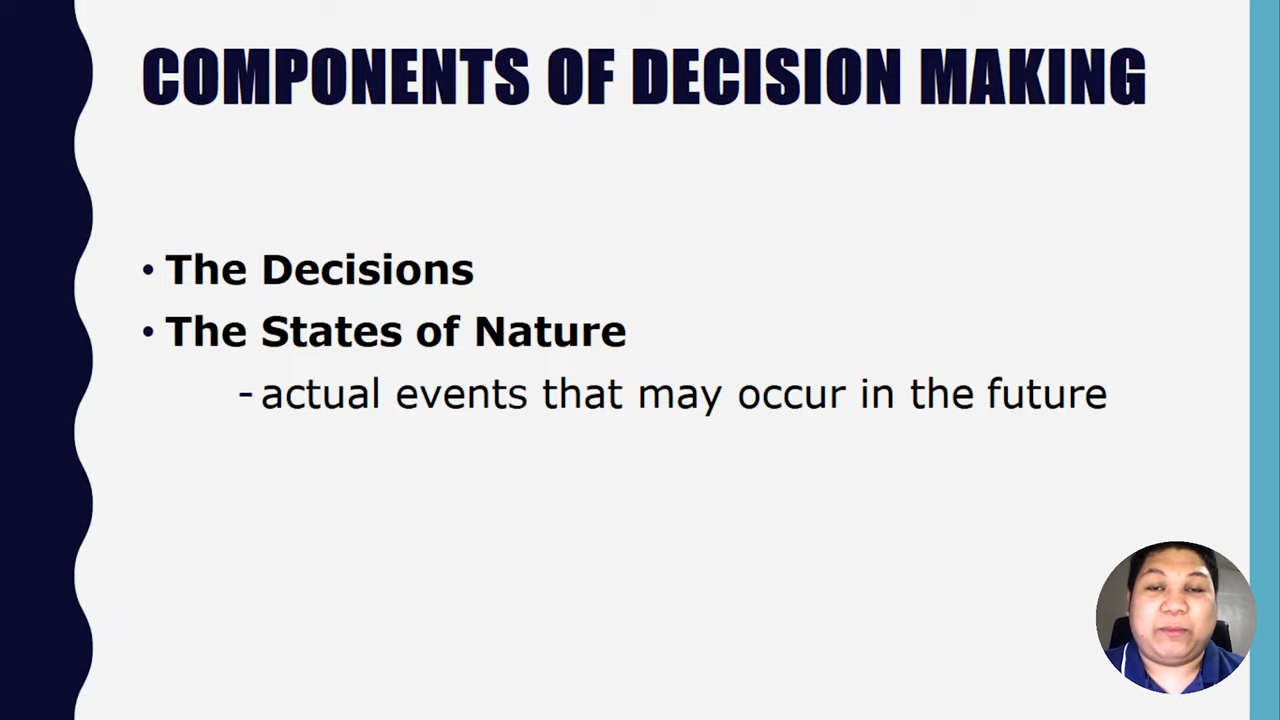 COMPONENTS OF DECISION MAKING
• The Decisions
• The States of Nature
- actual events that may occur in the future